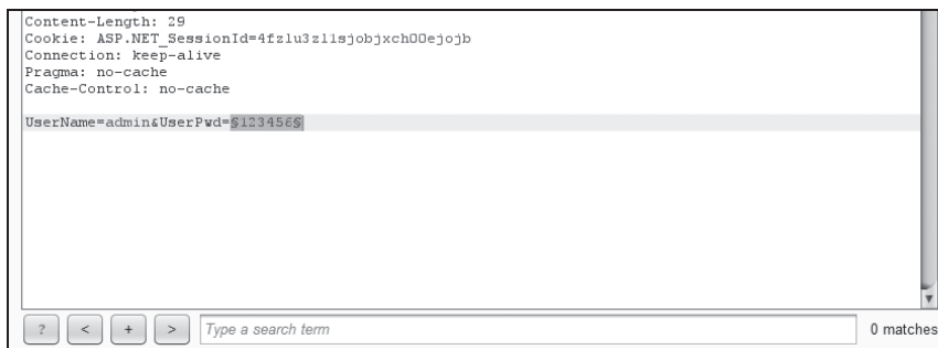 Content-Length: 29
Cookie: ASP.NET_SessionId=4fzlu3zl1sjobjxch00ejojb
Connection: keep-alive
Pragma: no-cache
Cache-Control: no-cache
UserName=admin&UserPwd=§123456§
? < + > Type a search term 0 matches